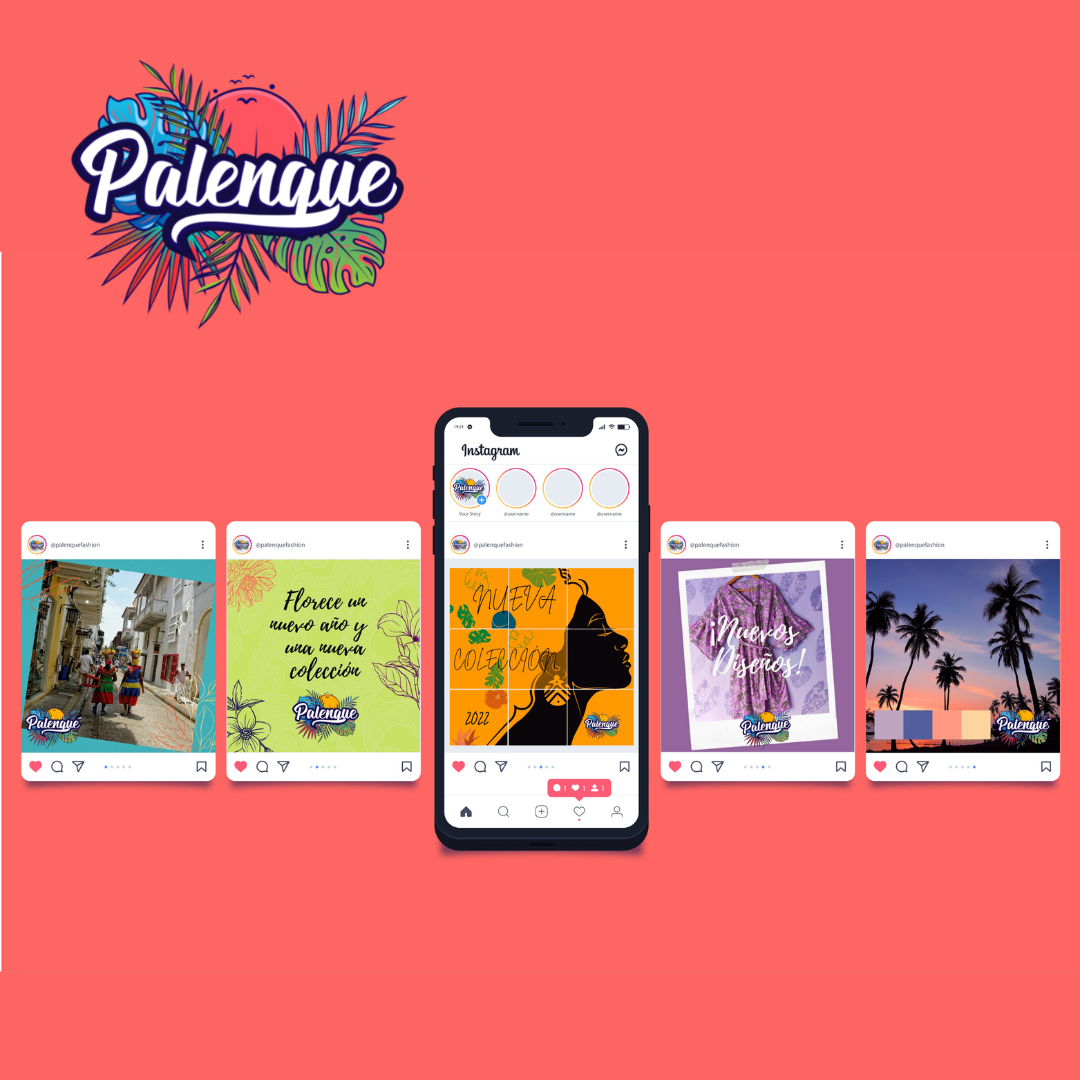 Palenque
@palenquefashion
Palenque
@palenquefashion
Florece un
nuevo año y
una nueva
colección
Palenque
Instagram
Palenque
Your Story
@username
@username
@username
@palenquefashion
NUEVA
COLECCIÓN
2022
Palenque
1 1 1
@palenquefashion
¡Nuevos
Diseños!
Palenque
@palenquefashion
Palenque